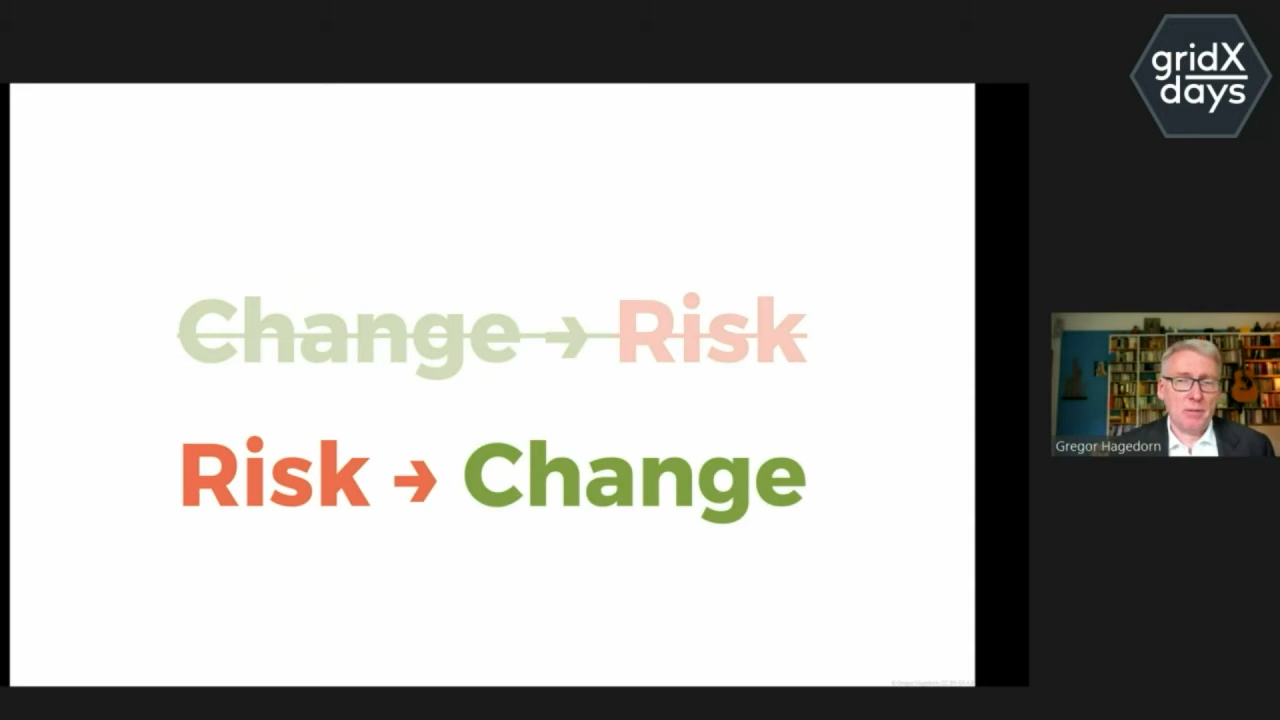 gridX
days
Change → Risk
Risk → Change
Gregor Hagedorn